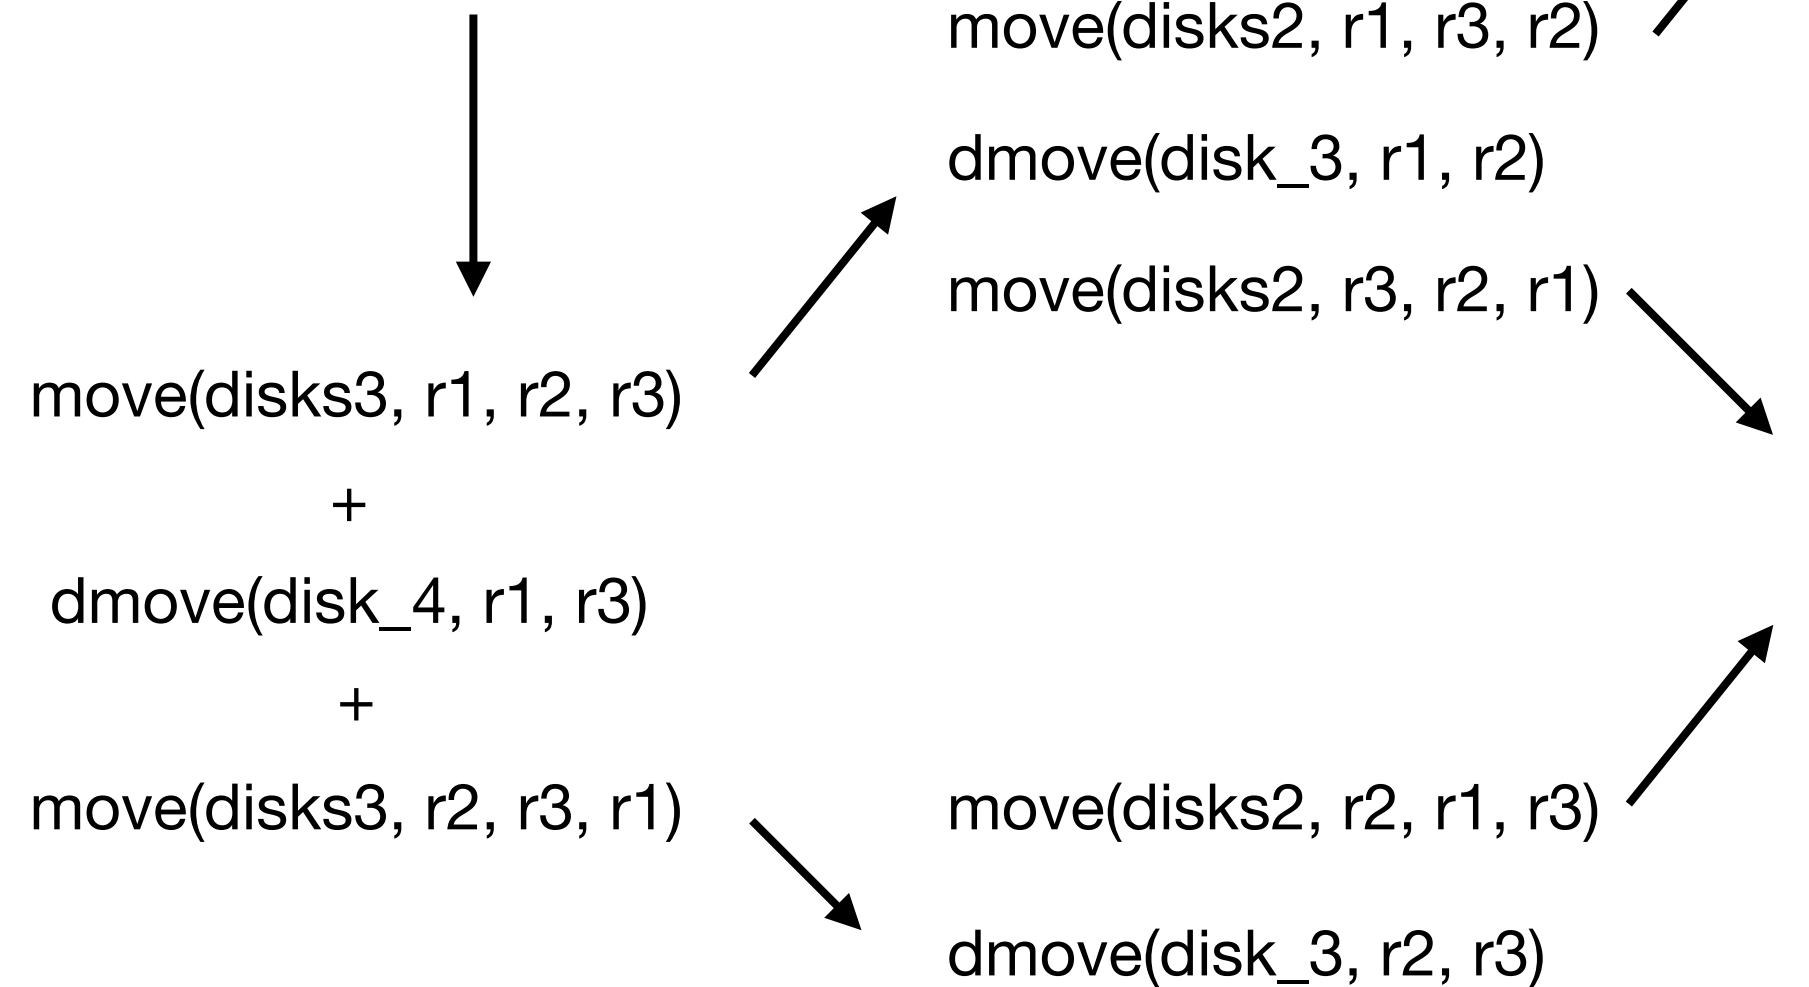 move(disks2, r1, r3, r2)
dmove(disk_3, r1, r2)
move(disks2, r3, r2, r1)
move(disks3, r1, r2, r3)
+
dmove(disk_4, r1, r3)
+
move(disks3, r2, r3, r1)
move(disks2, r2, r1, r3)
dmove(disk_3, r2, r3)